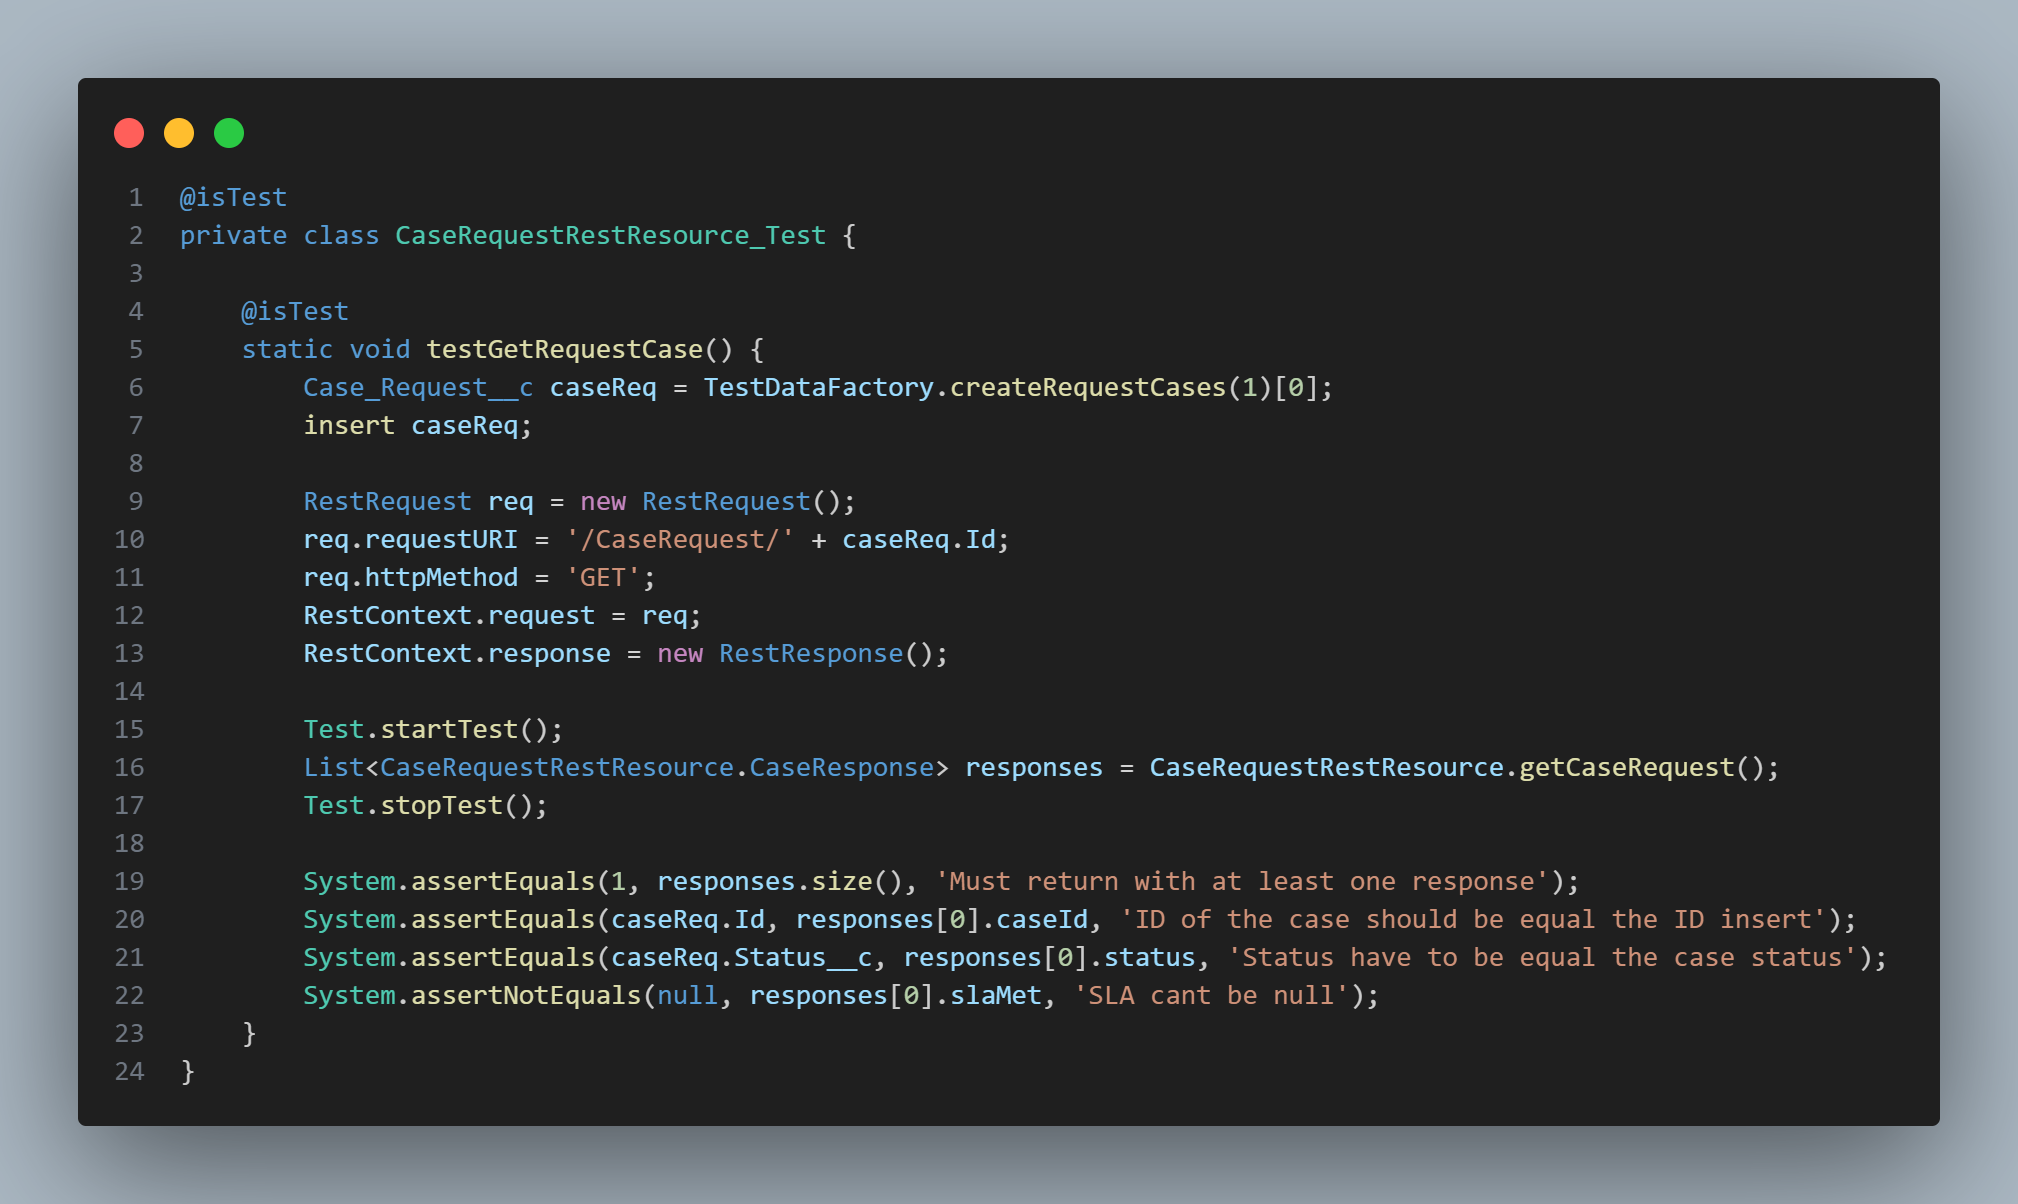 1 @isTest
2 private class CaseRequestRestResource_Test {
3
4     @isTest
5     static void testGetRequestCase() {
6         Case_Request__c caseReq = TestDataFactory.createRequestCases(1)[0];
7         insert caseReq;
8
9         RestRequest req = new RestRequest();
10         req.requestURI = '/CaseRequest/' + caseReq.Id;
11         req.httpMethod = 'GET';
12         RestContext.request = req;
13         RestContext.response = new RestResponse();
14
15         Test.startTest();
16         List<CaseRequestRestResource.CaseResponse> responses = CaseRequestRestResource.getCaseRequest();
17         Test.stopTest();
18
19         System.assertEquals(1, responses.size(), 'Must return with at least one response');
20         System.assertEquals(caseReq.Id, responses[0].caseId, 'ID of the case should be equal the ID insert');
21         System.assertEquals(caseReq.Status__c, responses[0].status, 'Status have to be equal the case status');
22         System.assertNotEquals(null, responses[0].slaMet, 'SLA cant be null');
23     }
24 }